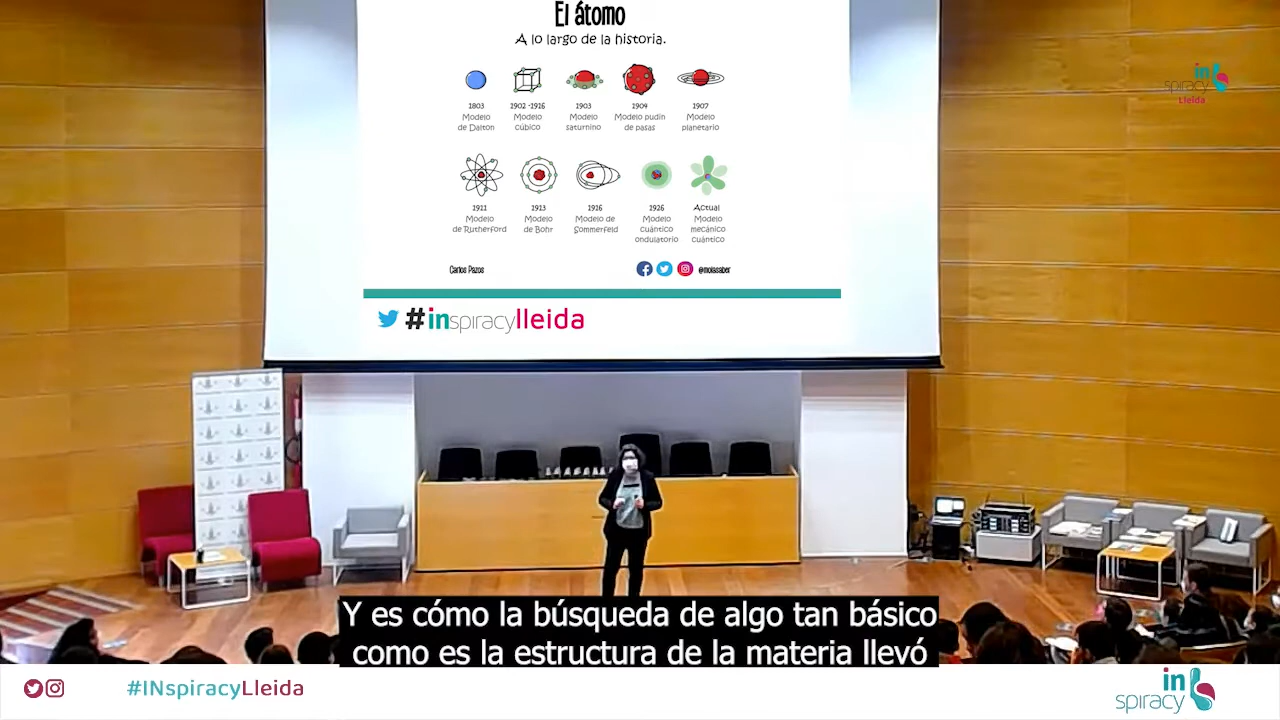 El átomo
A lo largo de la historia.
1803
Modelo
de Dalton
1902 -1916
Modelo
cúbico
1903
Modelo
saturnino
1904
Modelo pudin
de pasas
1907
Modelo
planetario
1911
Modelo
de Rutherford
1913
Modelo
de Bohr
1916
Modelo de
Sommerfeld
1926
Modelo
cuántico
ondulatorio
Actual
Modelo
mecánico
cuántico
Carlos Pazos
@molasaber
#inspiracylleida
in
spiracy
Lleida
Y es cómo la búsqueda de algo tan básico
como es la estructura de la materia llevó
#INspiracyLleida
in
spiracy